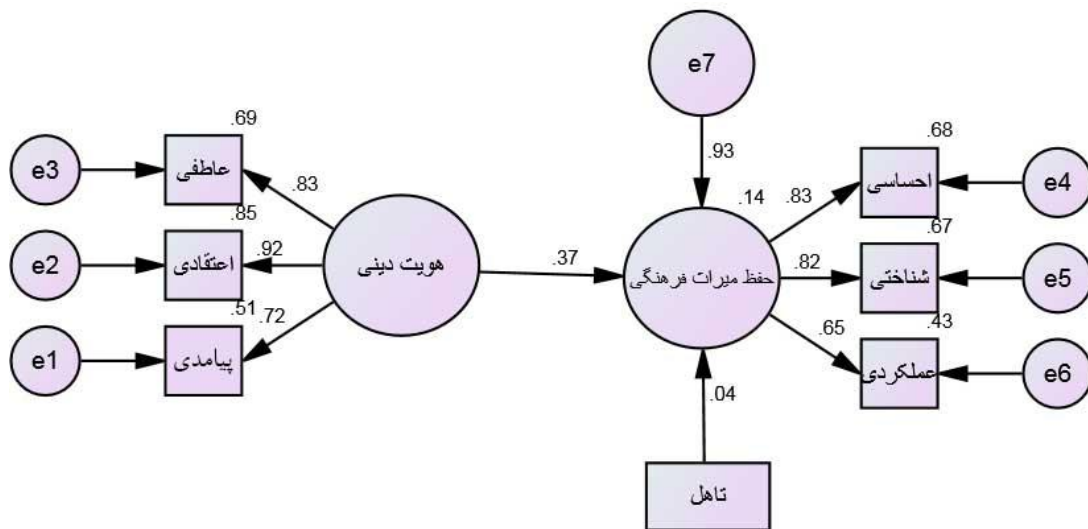 e7
.93
.69
e3
عاطفی
.83
.85
e2
اعتقادی
.92
.51
.72
e1
پیامدی
هویت دینی
.37
.14
حفظ میرات فرهنگی
.83
.68
احساسی
e4
.82
.67
شناختی
e5
.65
.43
عملکردی
e6
.04
تاهل